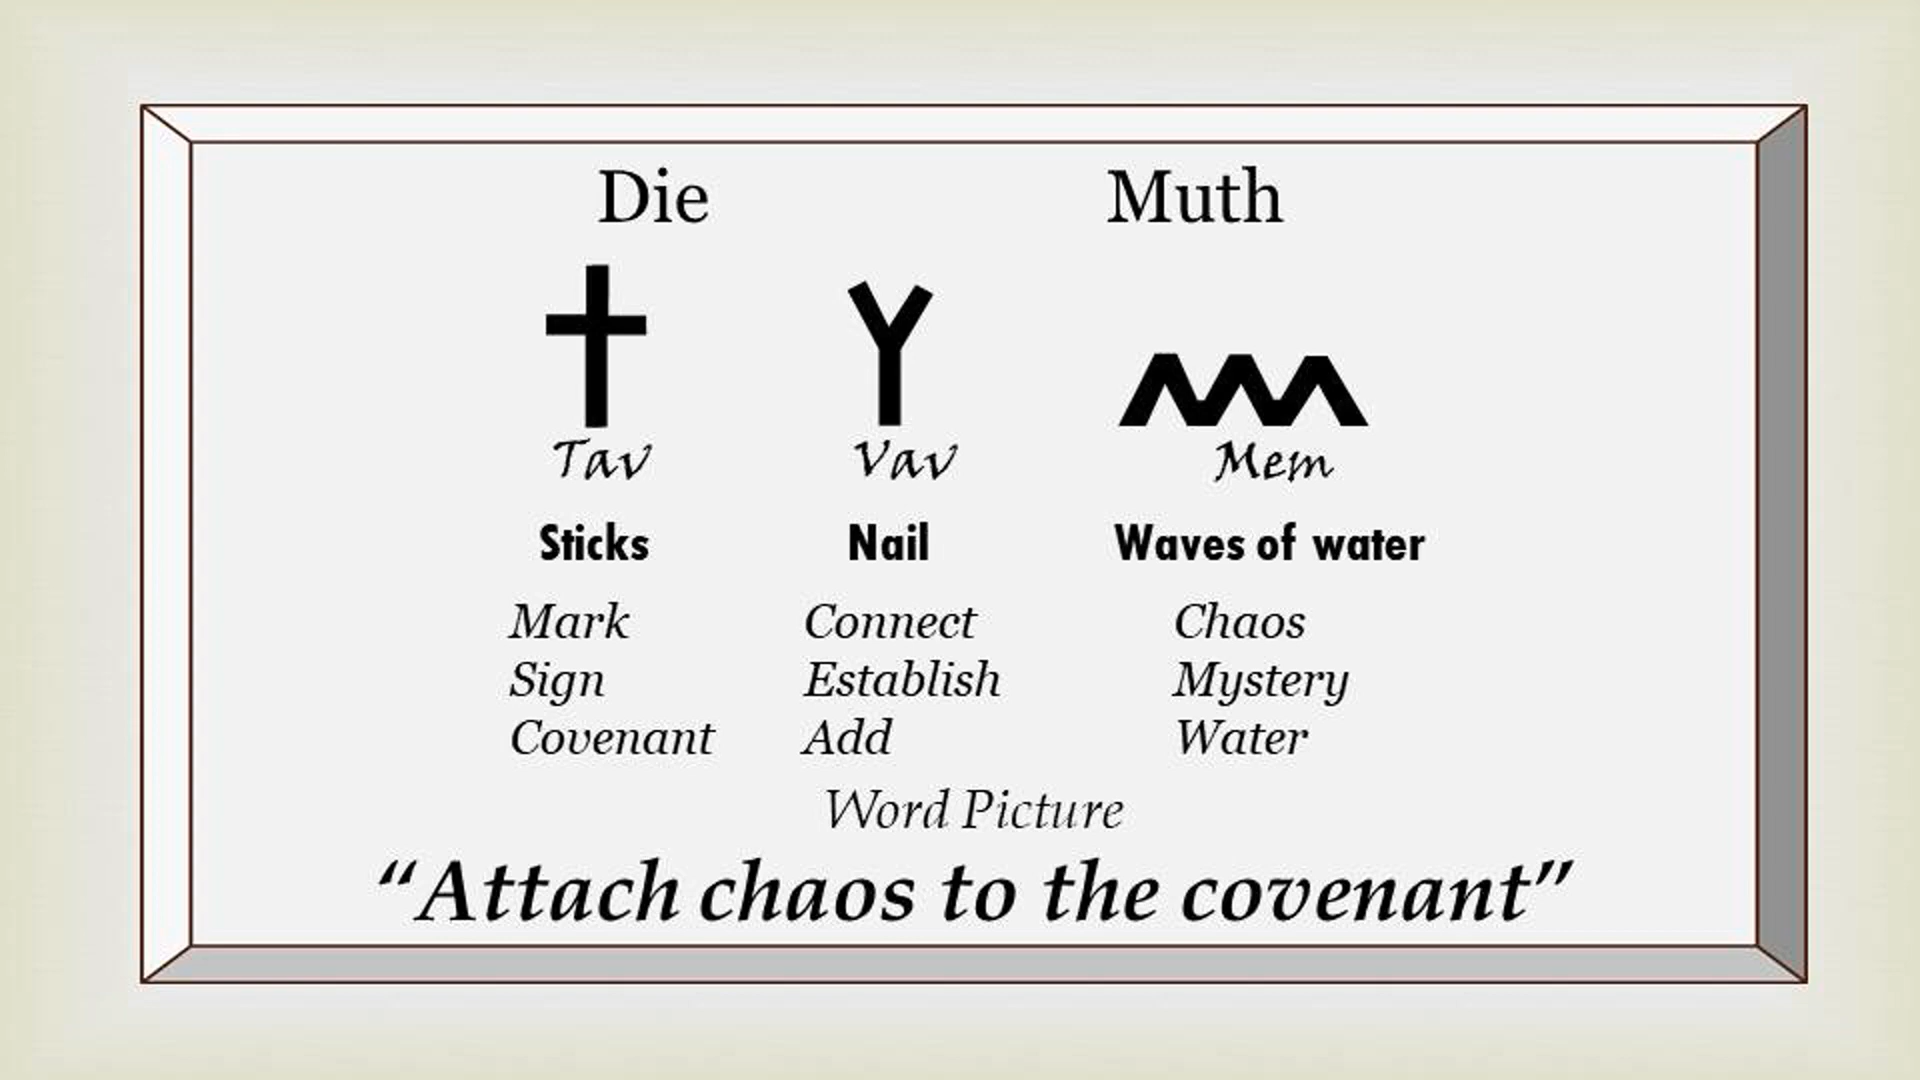 Die Muth
Tav Vav Mem
Sticks Nail Waves of water
Mark Connect Chaos
Sign Establish Mystery
Covenant Add Water
Word Picture
“Attach chaos to the covenant”